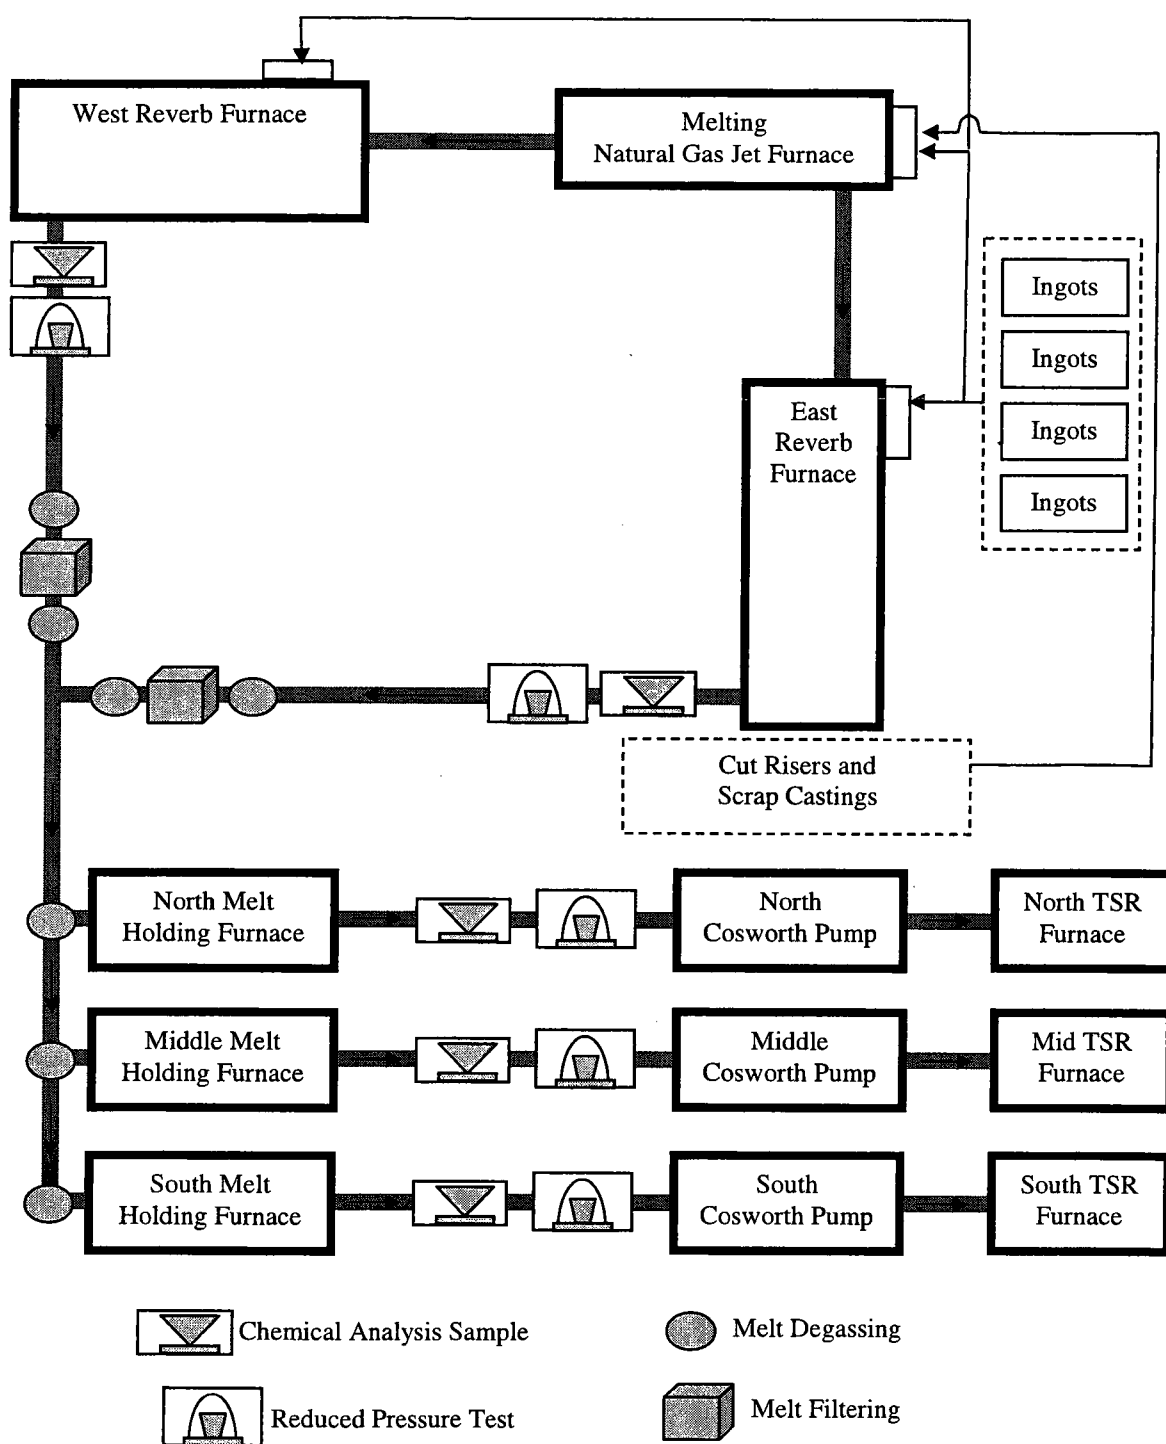 West Reverb Furnace
Melting
Natural Gas Jet Furnace
Ingots
Ingots
Ingots
Ingots
East
Reverb
Furnace
Cut Risers and
Scrap Castings
North Melt
Holding Furnace
North
Cosworth Pump
North TSR
Furnace
Middle Melt
Holding Furnace
Middle
Cosworth Pump
Mid TSR
Furnace
South Melt
Holding Furnace
South
Cosworth Pump
South TSR
Furnace
Chemical Analysis Sample
Melt Degassing
Reduced Pressure Test
Melt Filtering